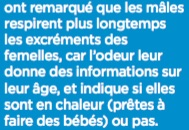 ont remarqué que les mâles
respirent plus longtemps
les excréments des
femelles, car l'odeur leur
donne des informations sur
leur âge, et indique si elles
sont en chaleur (prêtes à
faire des bébés) ou pas.